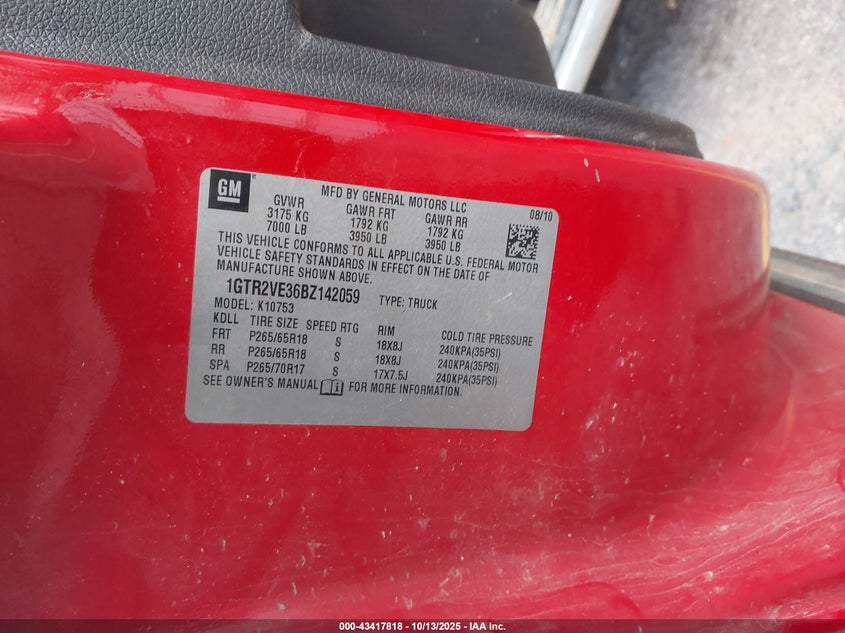 GM
MFD BY GENERAL MOTORS LLC
08/10
GVWR GAWR FRT GAWR RR
3175 KG 1792 KG 1792 KG
7000 LB 3950 LB 3950 LB
THIS VEHICLE CONFORMS TO ALL APPLICABLE U.S. FEDERAL MOTOR
VEHICLE SAFETY STANDARDS IN EFFECT ON THE DATE OF
MANUFACTURE SHOWN ABOVE.
1GTR2VE36BZ142059 TYPE: TRUCK
MODEL: K10753
KDLL TIRE SIZE SPEED RTG RIM COLD TIRE PRESSURE
FRT P265/65R18 S 18X8J 240KPA(35PSI)
RR P265/65R18 S 18X8J 240KPA(35PSI)
SPA P265/70R17 S 17X7.5J 240KPA(35PSI)
SEE OWNER'S MANUAL FOR MORE INFORMATION.
000-43417818 - 10/13/2025 - IAA Inc.